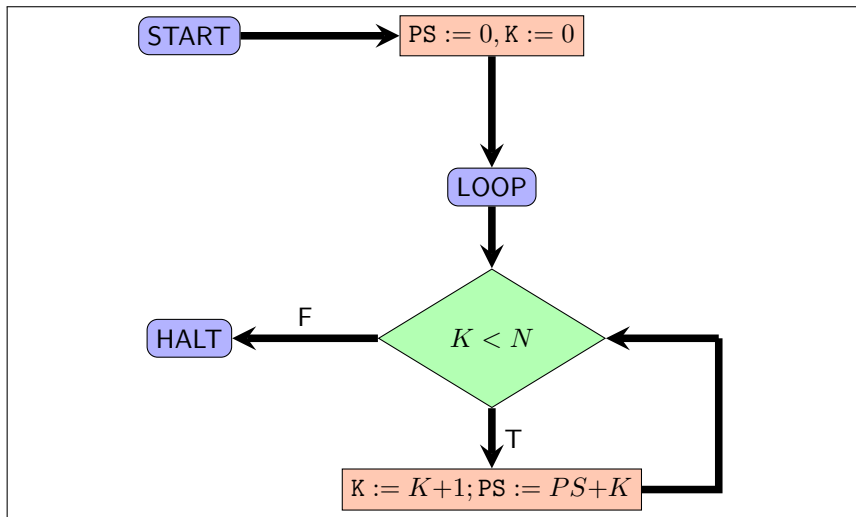 START
PS := 0, K := 0
LOOP
K < N
F
HALT
T
K := K+1; PS := PS+K